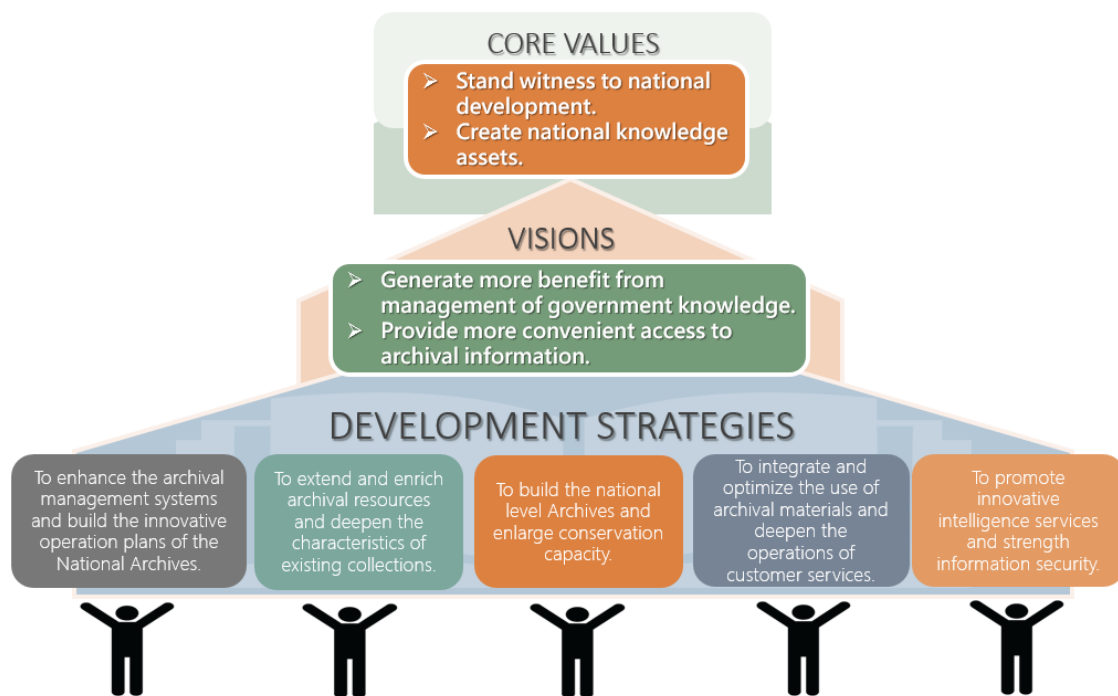 CORE VALUES
➢ Stand witness to national
development.
➢ Create national knowledge
assets.
VISIONS
➢ Generate more benefit from
management of government knowledge.
➢ Provide more convenient access to
archival information.
DEVELOPMENT STRATEGIES
To enhance the archival
management systems
and build the innovative
operation plans of the
National Archives.
To extend and enrich
archival resources
and deepen the
characteristics of
existing collections.
To build the national
level Archives and
enlarge conservation
capacity.
To integrate and
optimize the use of
archival materials and
deepen the
operations of
customer services.
To promote
innovative
intelligence services
and strength
information security.